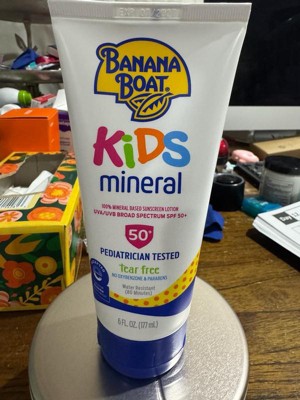 BANANA
BOAT
KiDS
mineral
100% MINERAL BASED SUNSCREEN LOTION
UVA/UVB BROAD SPECTRUM SPF 50+
50+
PEDIATRICIAN TESTED
Tear free
NO OXYBENZONE & PARABENS
Water Resistant
(80 Minutes)
6 FL. OZ. (177 mL)